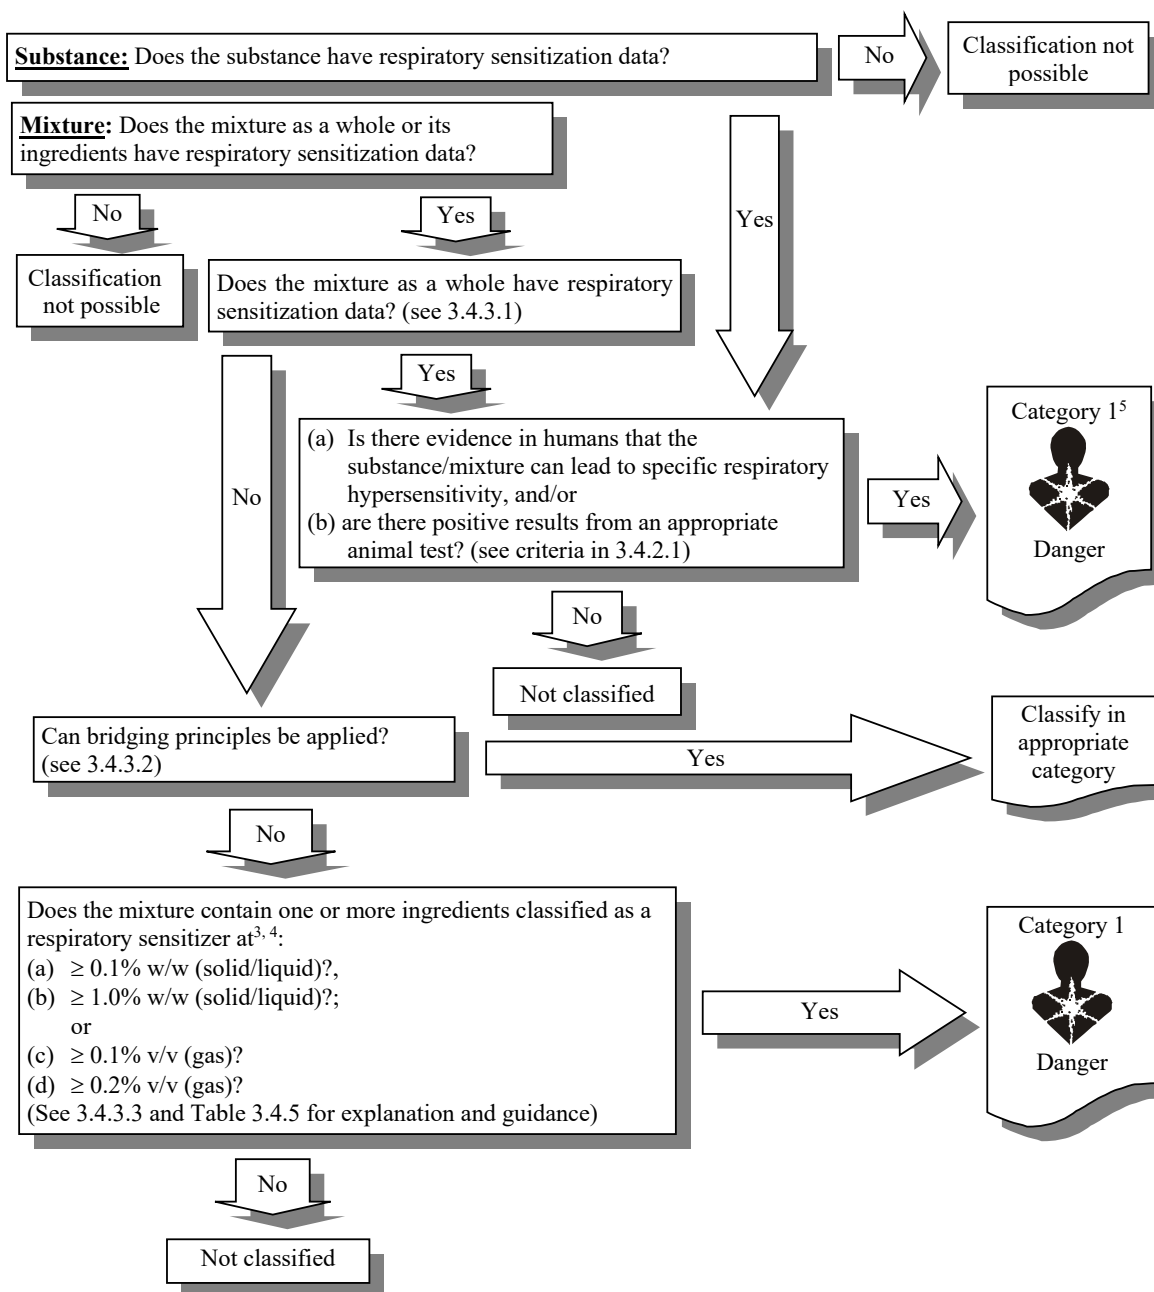 Substance: Does the substance have respiratory sensitization data?
No
Classification not
possible
Mixture: Does the mixture as a whole or its
ingredients have respiratory sensitization data?
No
Yes
Yes
Classification
not possible
Does the mixture as a whole have respiratory
sensitization data? (see 3.4.3.1)
Yes
No
(a) Is there evidence in humans that the
substance/mixture can lead to specific respiratory
hypersensitivity, and/or
(b) are there positive results from an appropriate
animal test? (see criteria in 3.4.2.1)
Yes
Category 1⁵
Danger
No
Not classified
Can bridging principles be applied?
(see 3.4.3.2)
Yes
Classify in
appropriate
category
No
Does the mixture contain one or more ingredients classified as a
respiratory sensitizer at³, ⁴:
(a) ≥ 0.1% w/w (solid/liquid)?,
(b) ≥ 1.0% w/w (solid/liquid)?;
or
(c) ≥ 0.1% v/v (gas)?
(d) ≥ 0.2% v/v (gas)?
(See 3.4.3.3 and Table 3.4.5 for explanation and guidance)
Yes
Category 1
Danger
No
Not classified